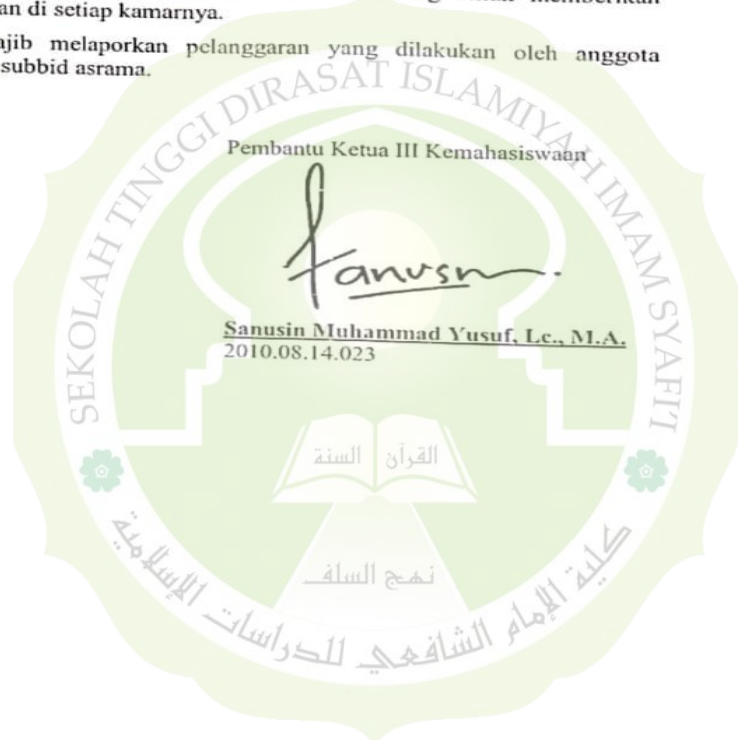 an di setiap kamarnya.
ajib melaporkan pelanggaran yang dilakukan oleh anggota
subbid asrama.
Pembantu Ketua III Kemahasiswaan
Sanusin
Sanusin Muhammad Yusuf, Lc., M.A.
2010.08.14.023
SEKOLAH TINGGI DIRASAT ISLAMIYAH IMAM SYAFI'I
القرآن السنة
نهج السلف
كلية الإمام الشافعي للدراسات الإسلامية